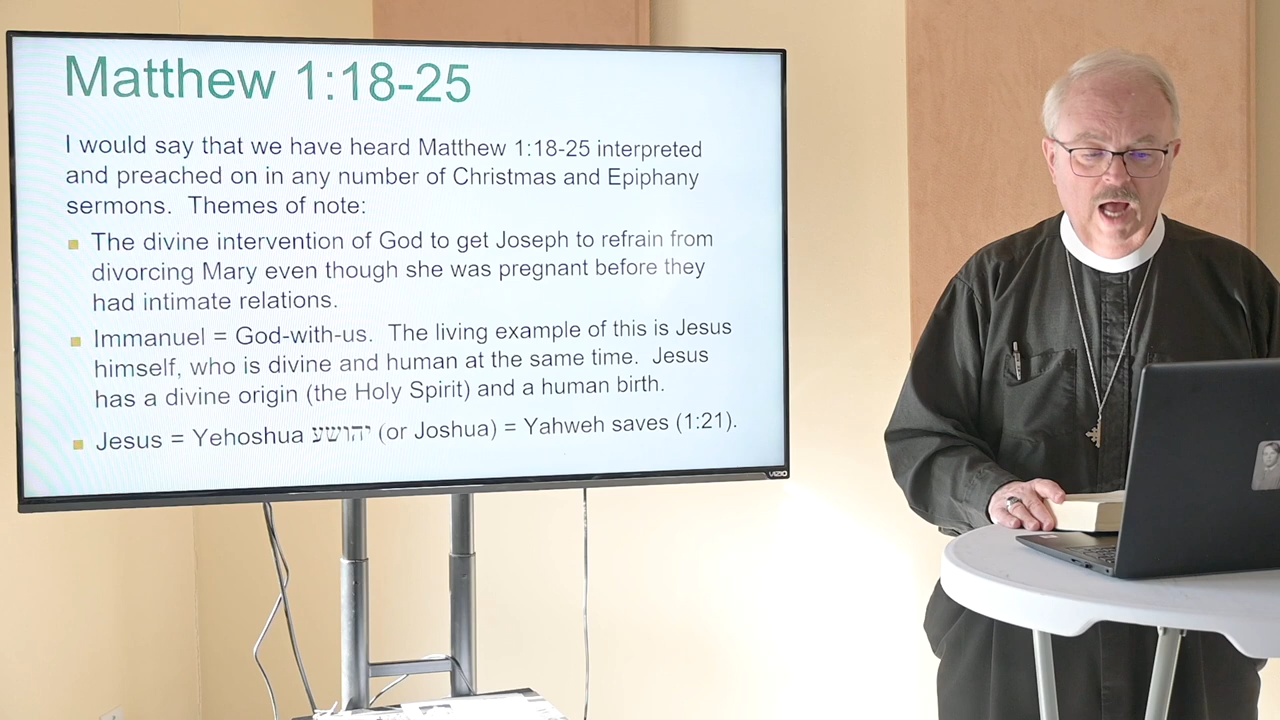 Matthew 1:18-25
I would say that we have heard Matthew 1:18-25 interpreted
and preached on in any number of Christmas and Epiphany
sermons.  Themes of note:
The divine intervention of God to get Joseph to refrain from
divorcing Mary even though she was pregnant before they
had intimate relations.
Immanuel = God-with-us.  The living example of this is Jesus
himself, who is divine and human at the same time.  Jesus
has a divine origin (the Holy Spirit) and a human birth.
Jesus = Yehoshua יהושע (or Joshua) = Yahweh saves (1:21).
VIZIO